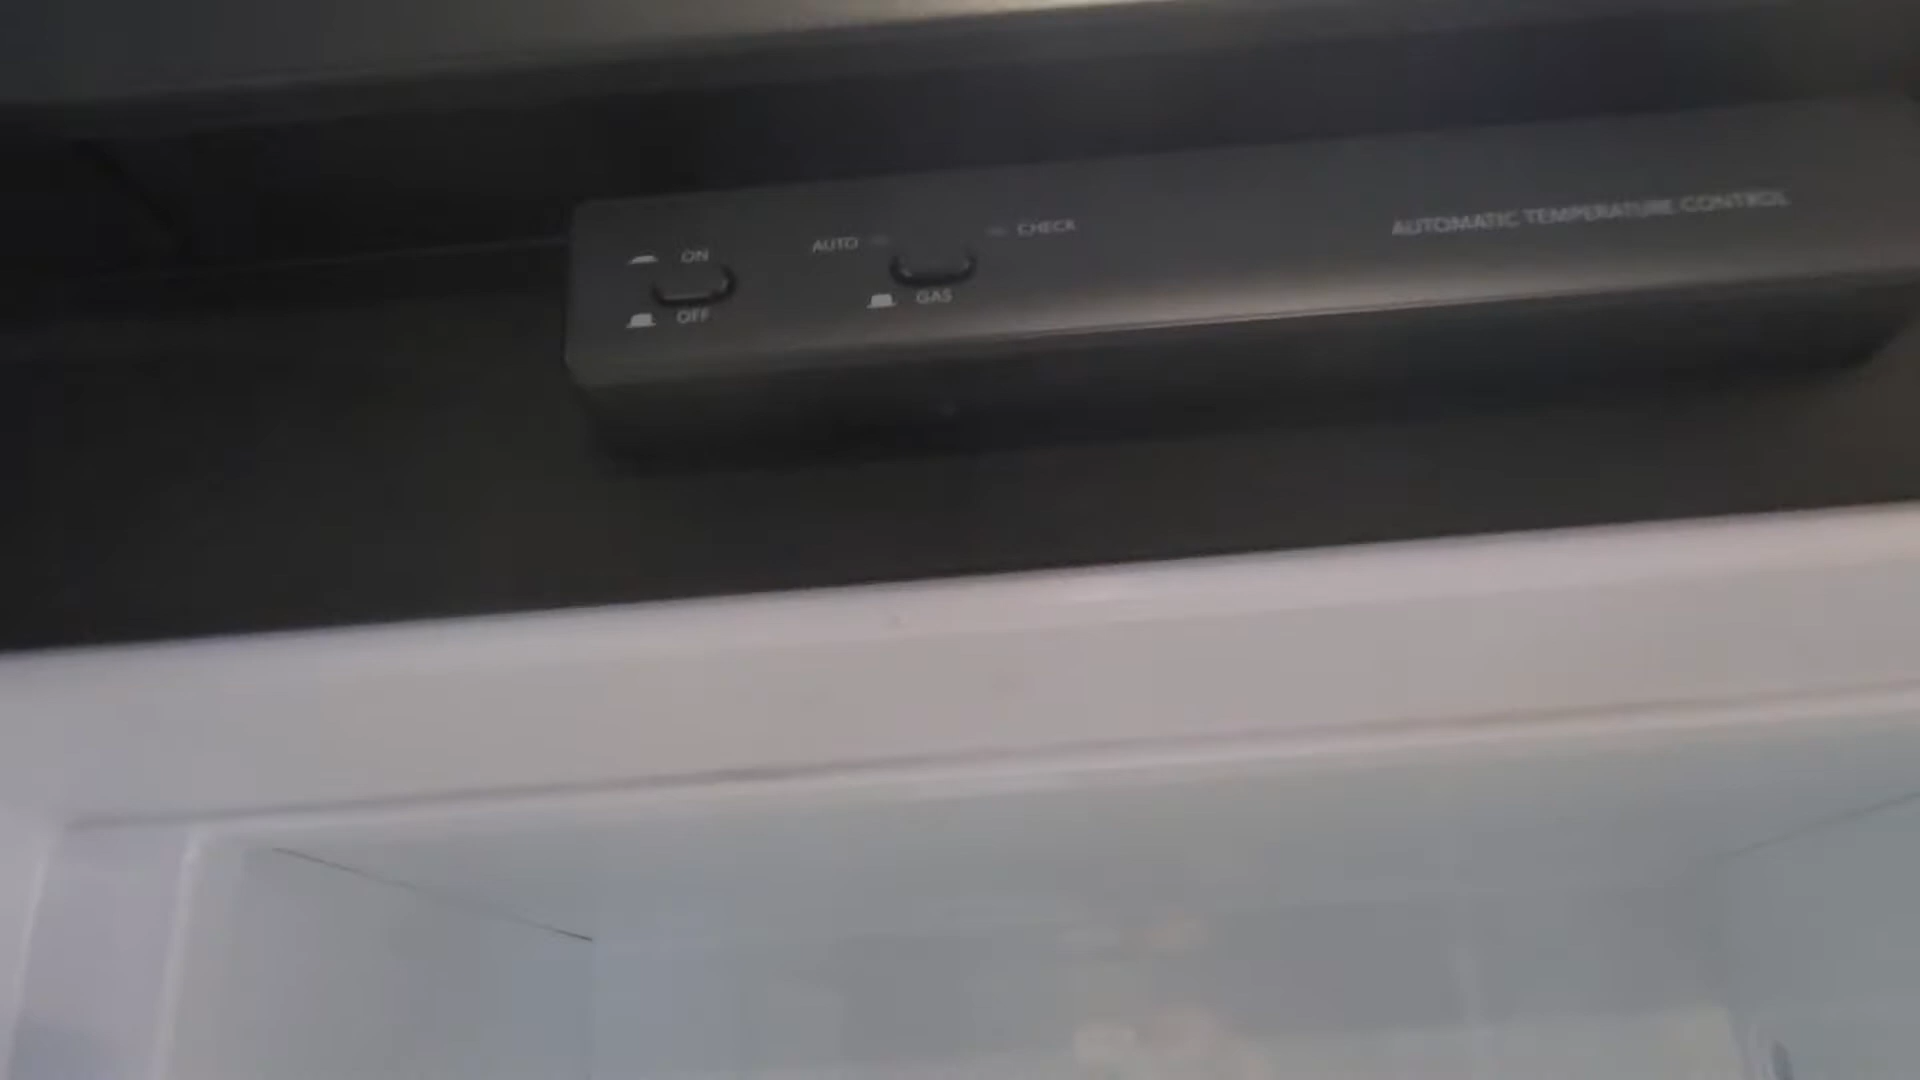 ON
OFF
AUTO
CHECK
GAS
AUTOMATIC TEMPERATURE CONTROL